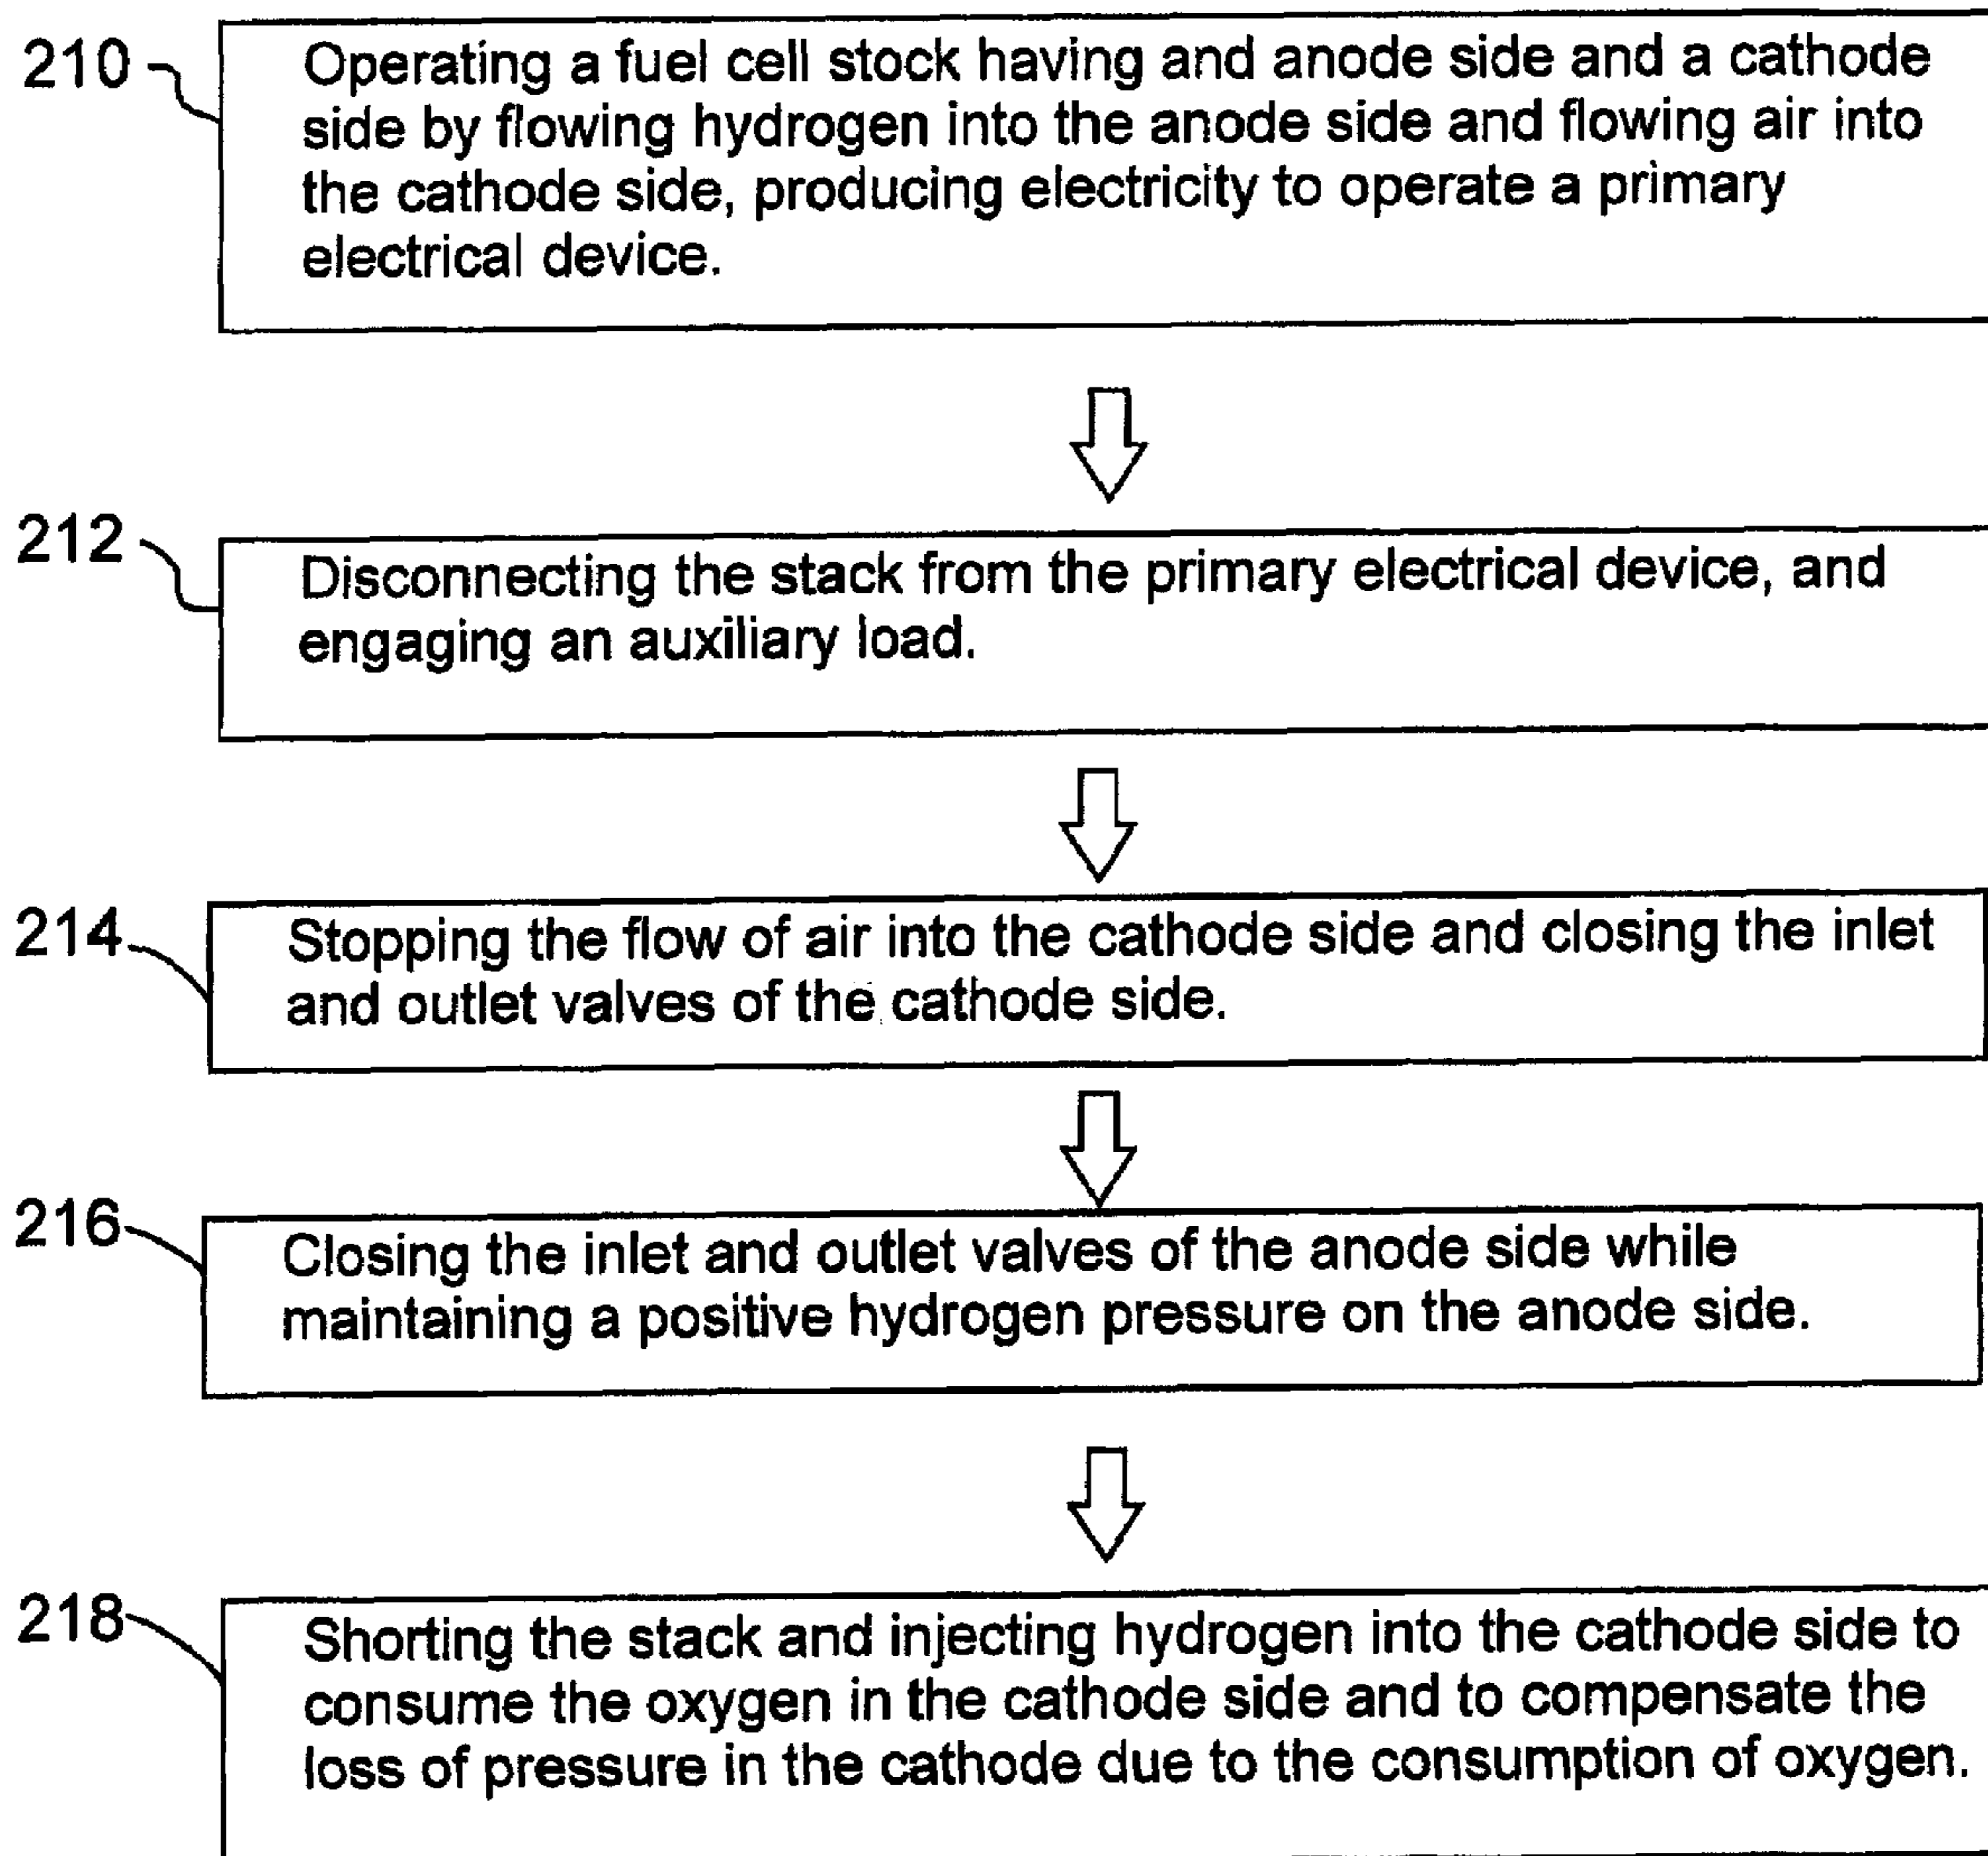 210
Operating a fuel cell stock having and anode side and a cathode
side by flowing hydrogen into the anode side and flowing air into
the cathode side, producing electricity to operate a primary
electrical device.
212
Disconnecting the stack from the primary electrical device, and
engaging an auxiliary load.
214
Stopping the flow of air into the cathode side and closing the inlet
and outlet valves of the cathode side.
216
Closing the inlet and outlet valves of the anode side while
maintaining a positive hydrogen pressure on the anode side.
218
Shorting the stack and injecting hydrogen into the cathode side to
consume the oxygen in the cathode side and to compensate the
loss of pressure in the cathode due to the consumption of oxygen.